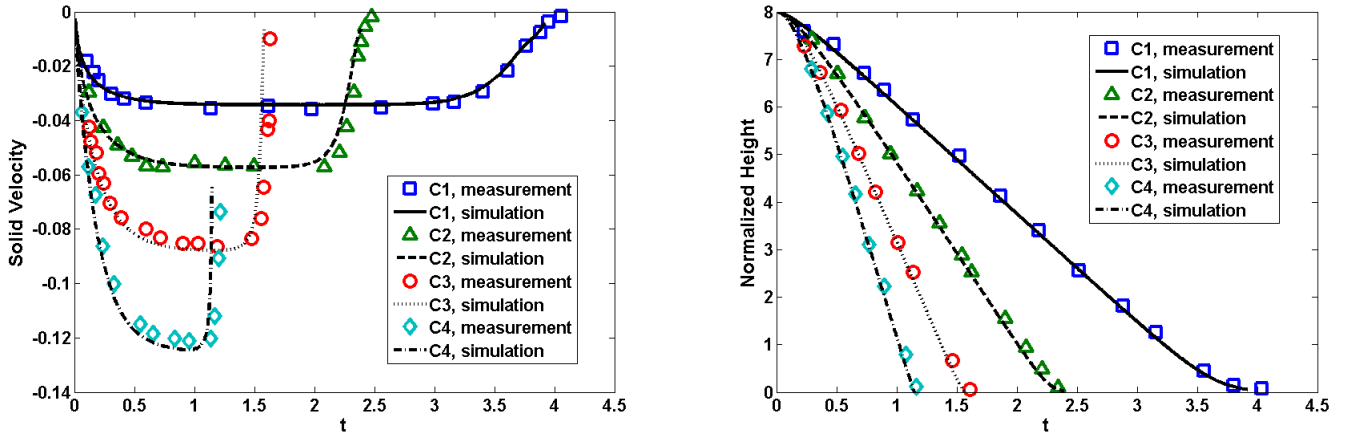 0
-0.02
-0.04
-0.06
-0.08
-0.1
-0.12
-0.14
Solid Velocity
0 0.5 1 1.5 2 2.5 3 3.5 4 4.5
t
C1, measurement
C1, simulation
C2, measurement
C2, simulation
C3, measurement
C3, simulation
C4, measurement
C4, simulation
8
7
6
5
4
3
2
1
0
Normalized Height
0 0.5 1 1.5 2 2.5 3 3.5 4 4.5
t
C1, measurement
C1, simulation
C2, measurement
C2, simulation
C3, measurement
C3, simulation
C4, measurement
C4, simulation